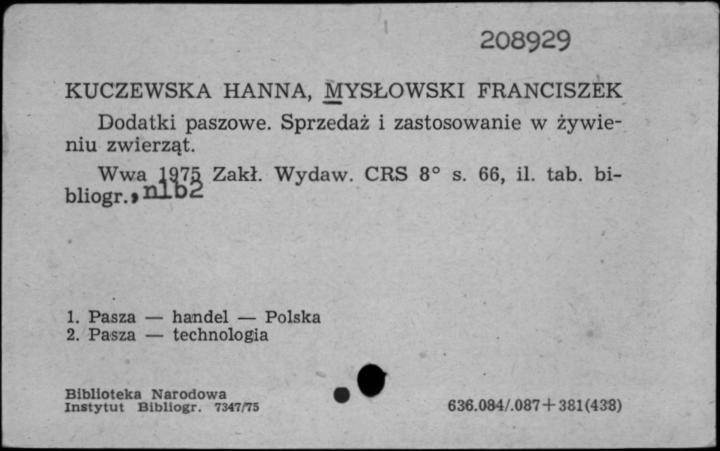 208929
KUCZEWSKA HANNA, MYSŁOWSKI FRANCISZEK
Dodatki paszowe. Sprzedaż i zastosowanie w żywie-
niu zwierząt.
Wwa 1975 Zakł. Wydaw. CRS 8° s. 66, il. tab. bi-
bliogr., nlb2
1. Pasza — handel — Polska
2. Pasza — technologia
Biblioteka Narodowa
Instytut Bibliogr. 7347/75
636.084/.087+381(438)